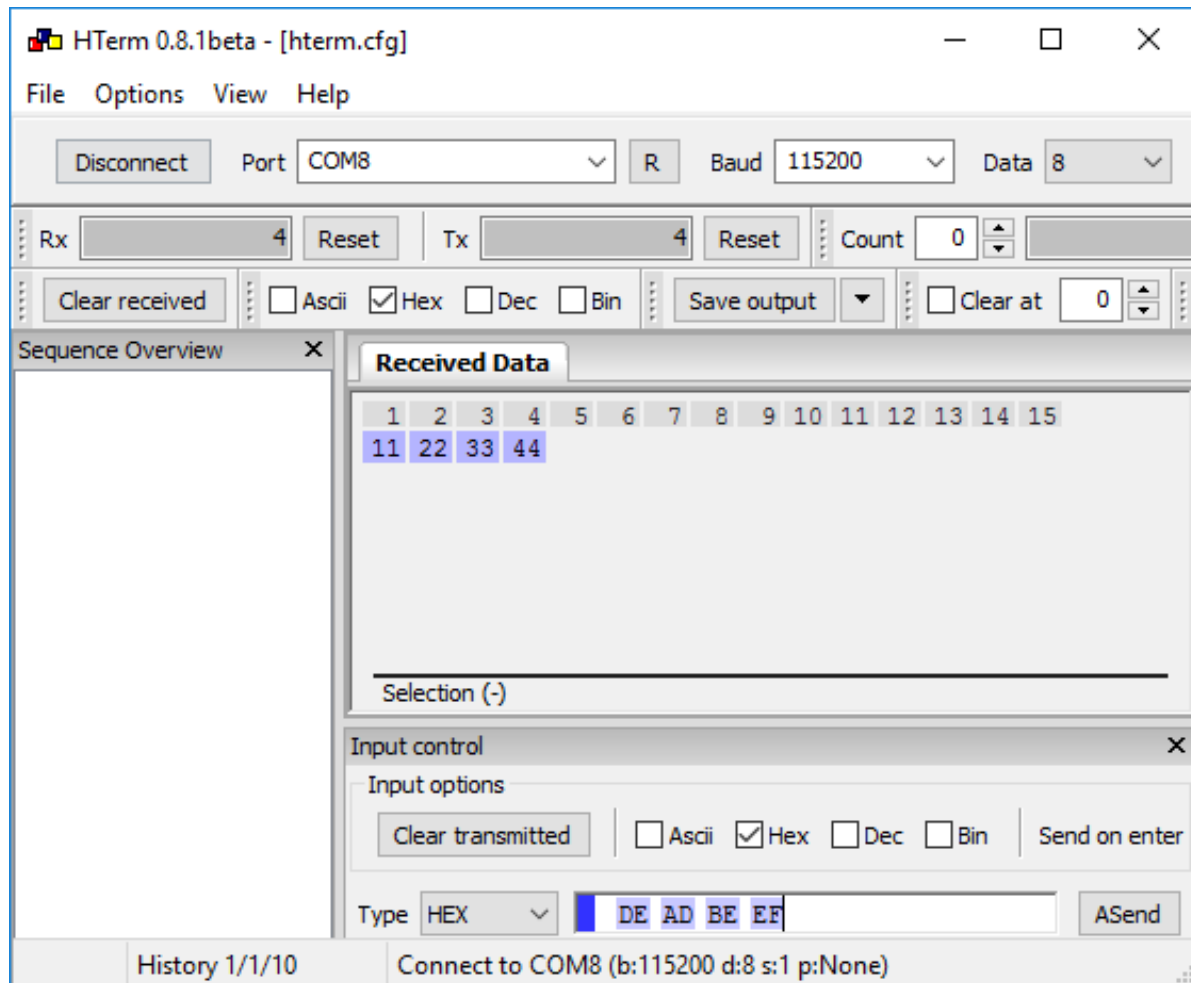 HTerm 0.8.1beta - [hterm.cfg]
File Options View Help
Disconnect Port COM8 R Baud 115200 Data 8
Rx 4 Reset Tx 4 Reset Count 0
Clear received Ascii Hex Dec Bin Save output Clear at 0
Sequence Overview
Received Data
1 2 3 4 5 6 7 8 9 10 11 12 13 14 15
11 22 33 44
Selection (-)
Input control
Input options
Clear transmitted Ascii Hex Dec Bin Send on enter
Type HEX DE AD BE EF ASend
History 1/1/10 Connect to COM8 (b:115200 d:8 s:1 p:None)